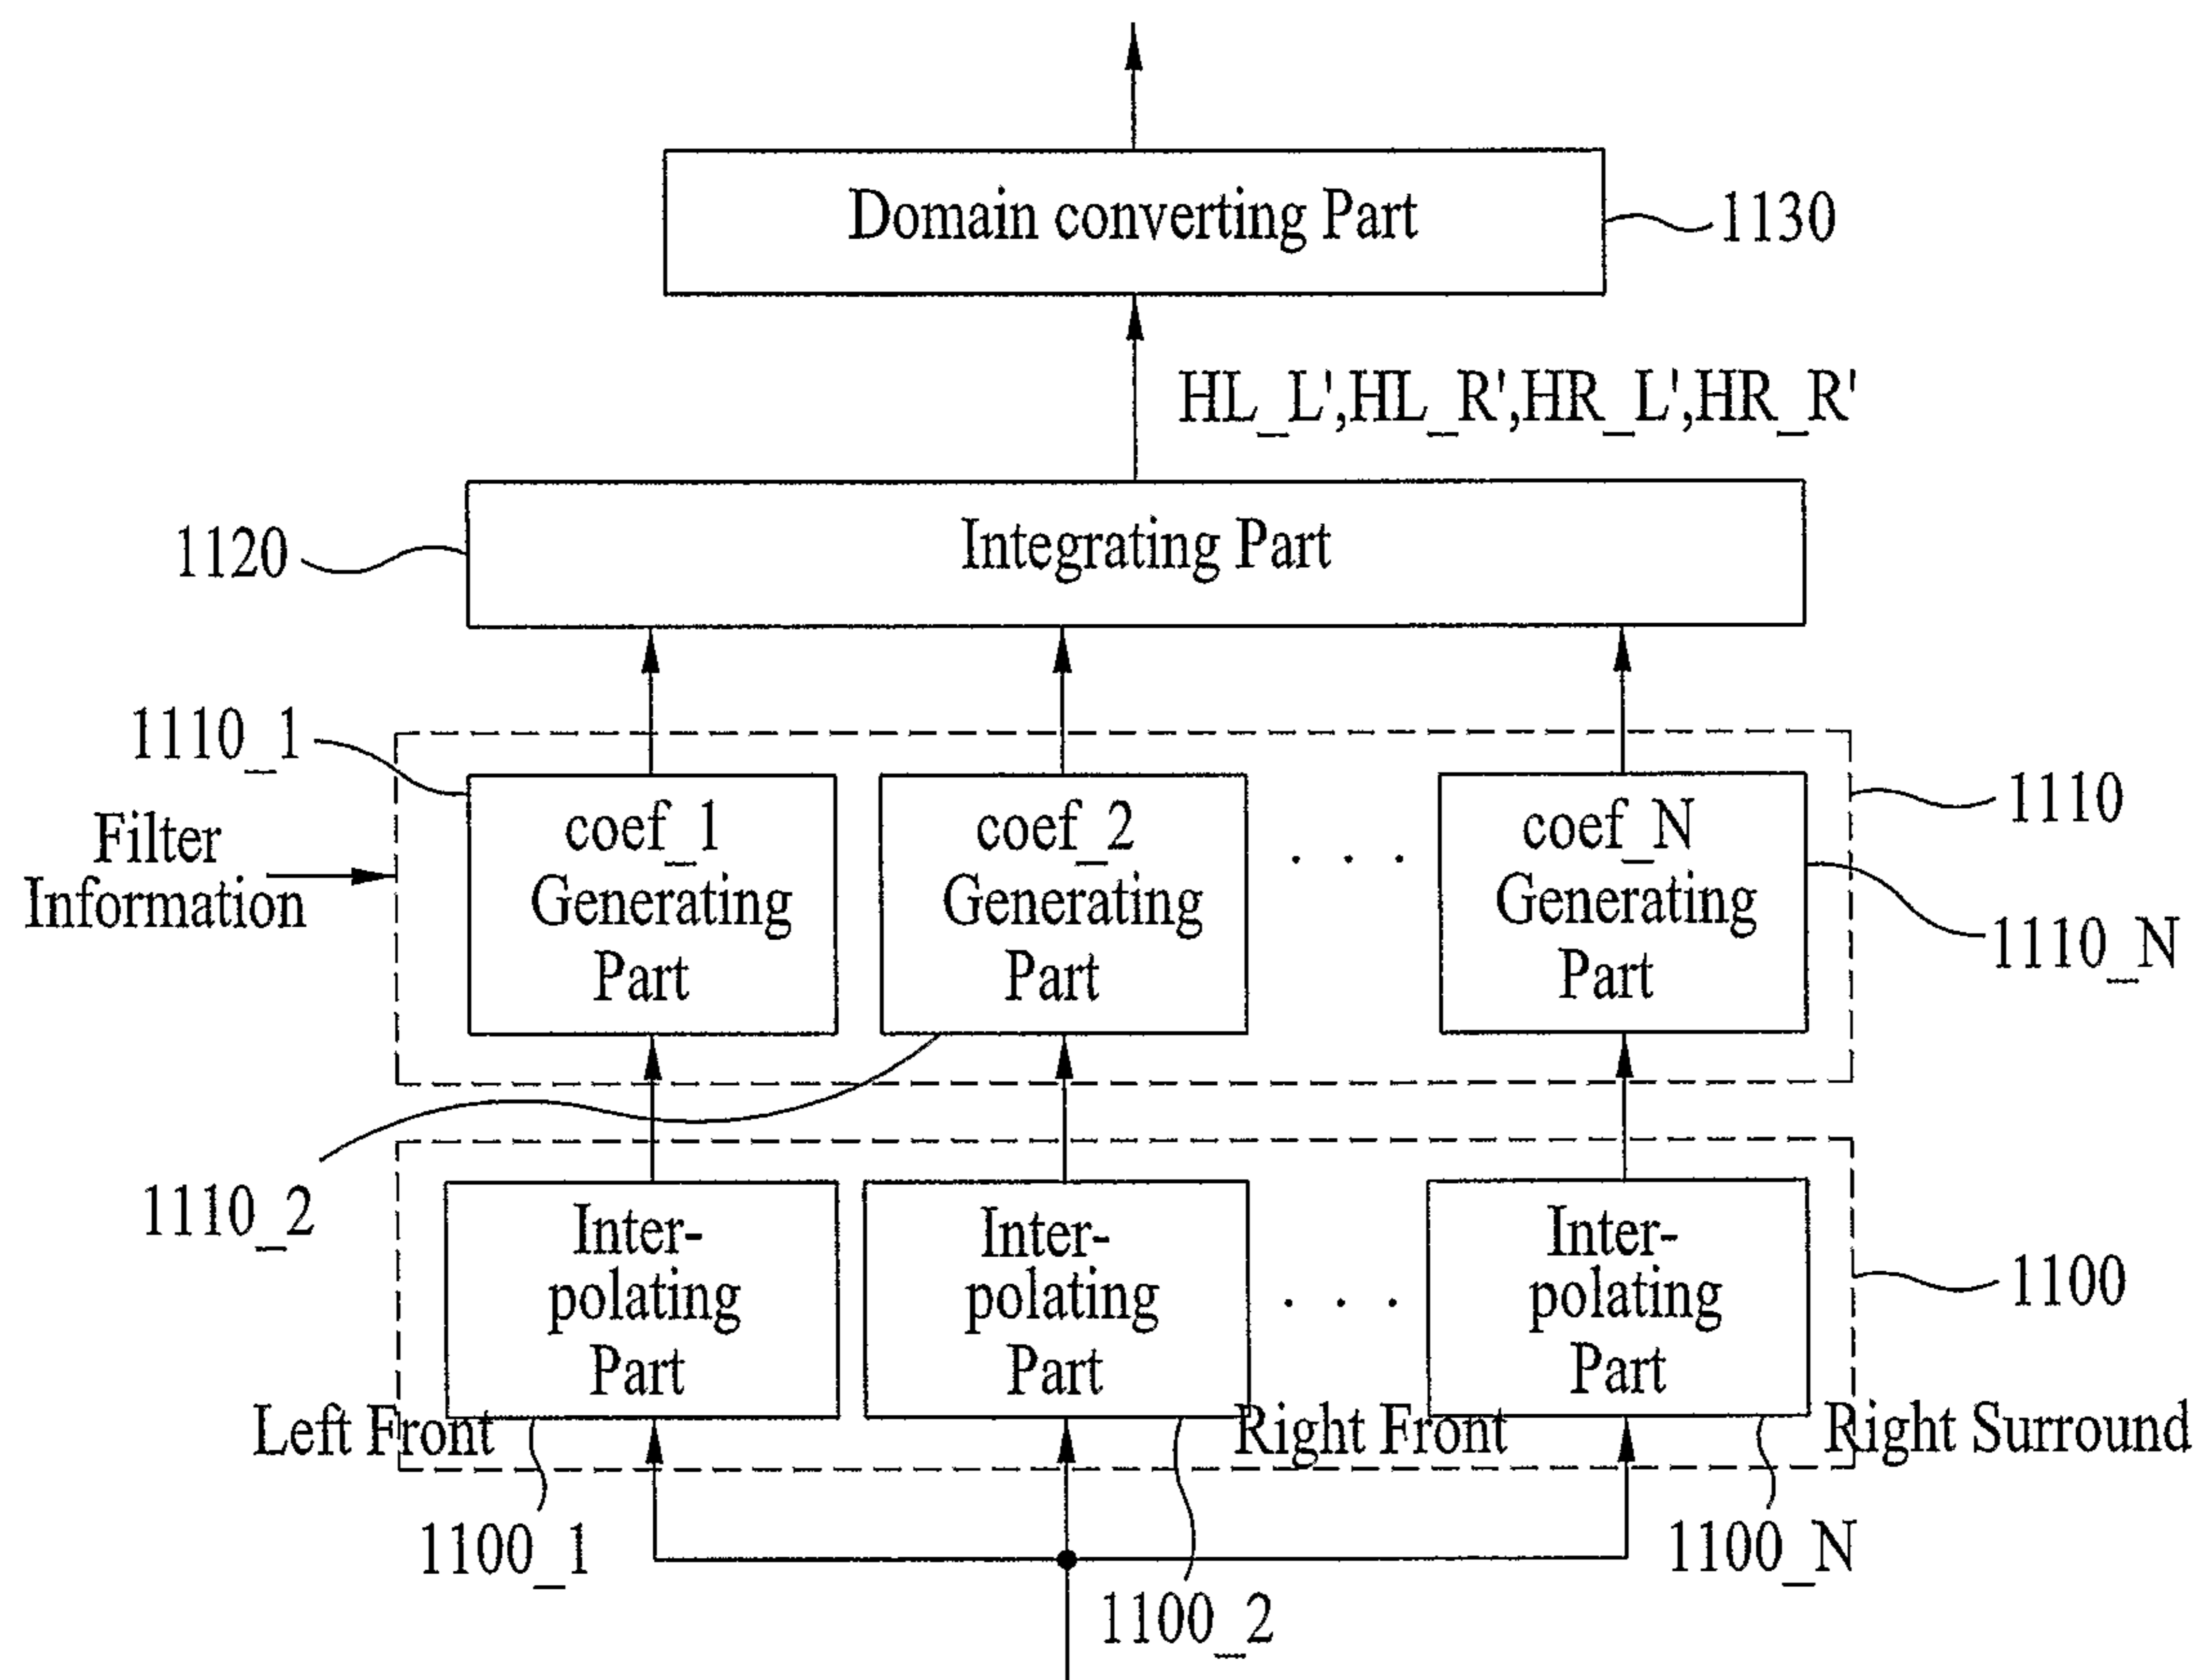 Domain converting Part
1130
HL_L',HL_R',HR_L',HR_R'
1120
Integrating Part
1110_1
Filter
Information
coef_1
Generating
Part
coef_2
Generating
Part
. . .
coef_N
Generating
Part
1110
1110_N
1110_2
Inter-
polating
Part
Inter-
polating
Part
. . .
Inter-
polating
Part
1100
Left Front
Right Front
Right Surround
1100_1
1100_2
1100_N